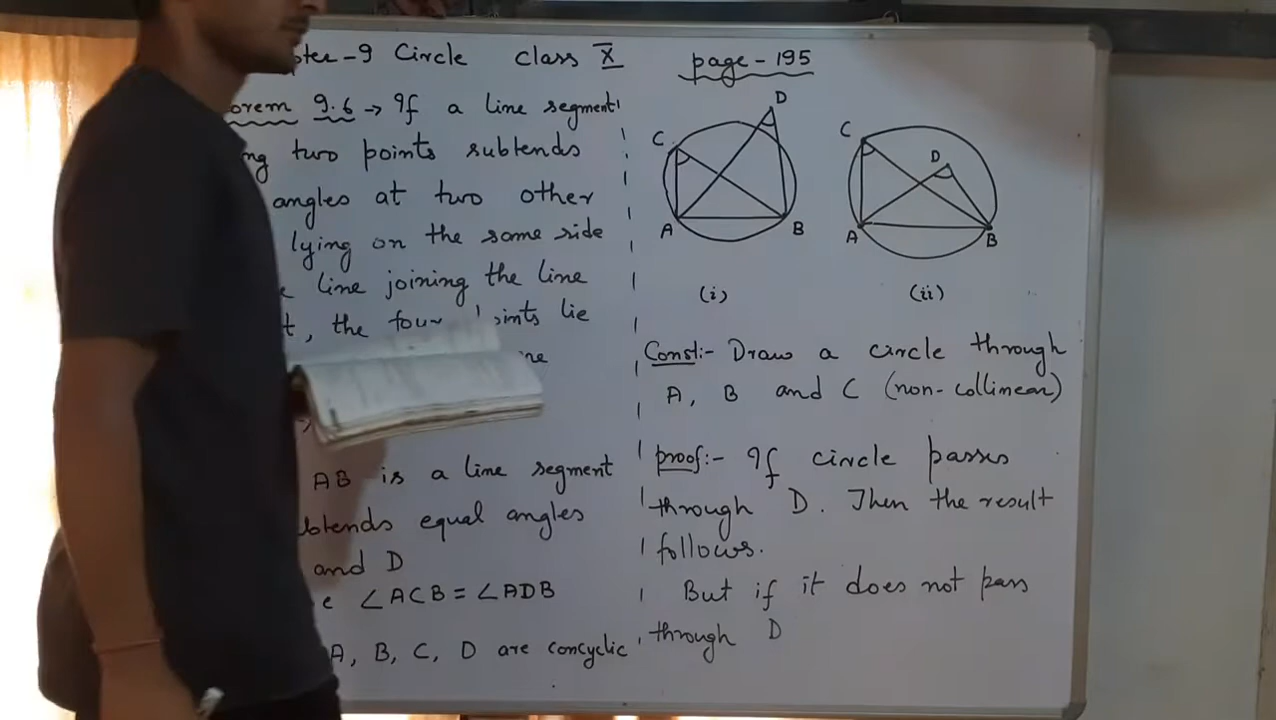 pter-9 Circle class X
page-195
orem 9.6 → If a line segment
ng two points subtends
angles at two other
lying on the same side
e line joining the line
t, the four points lie
ne
AB is a line segment
btends equal angles
and D
e ∠ACB = ∠ADB
A, B, C, D are concyclic
D
C
A
B
(i)
C
D
A
B
(ii)
Const:- Draw a circle through
A, B and C (non-collinear)
proof:- If circle passes
through D. Then the result
follows.
But if it does not pass
through D